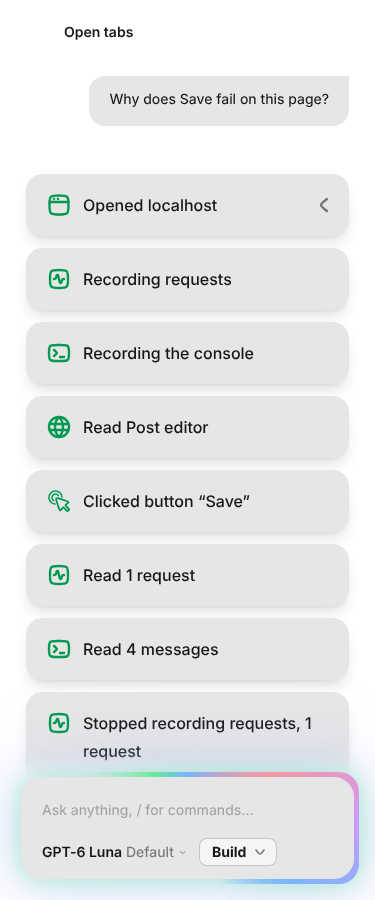 Open tabs
Why does Save fail on this page?
Opened localhost
Recording requests
Recording the console
Read Post editor
Clicked button “Save”
Read 1 request
Read 4 messages
Stopped recording requests, 1
request
Ask anything, / for commands...
GPT-6 Luna Default Build